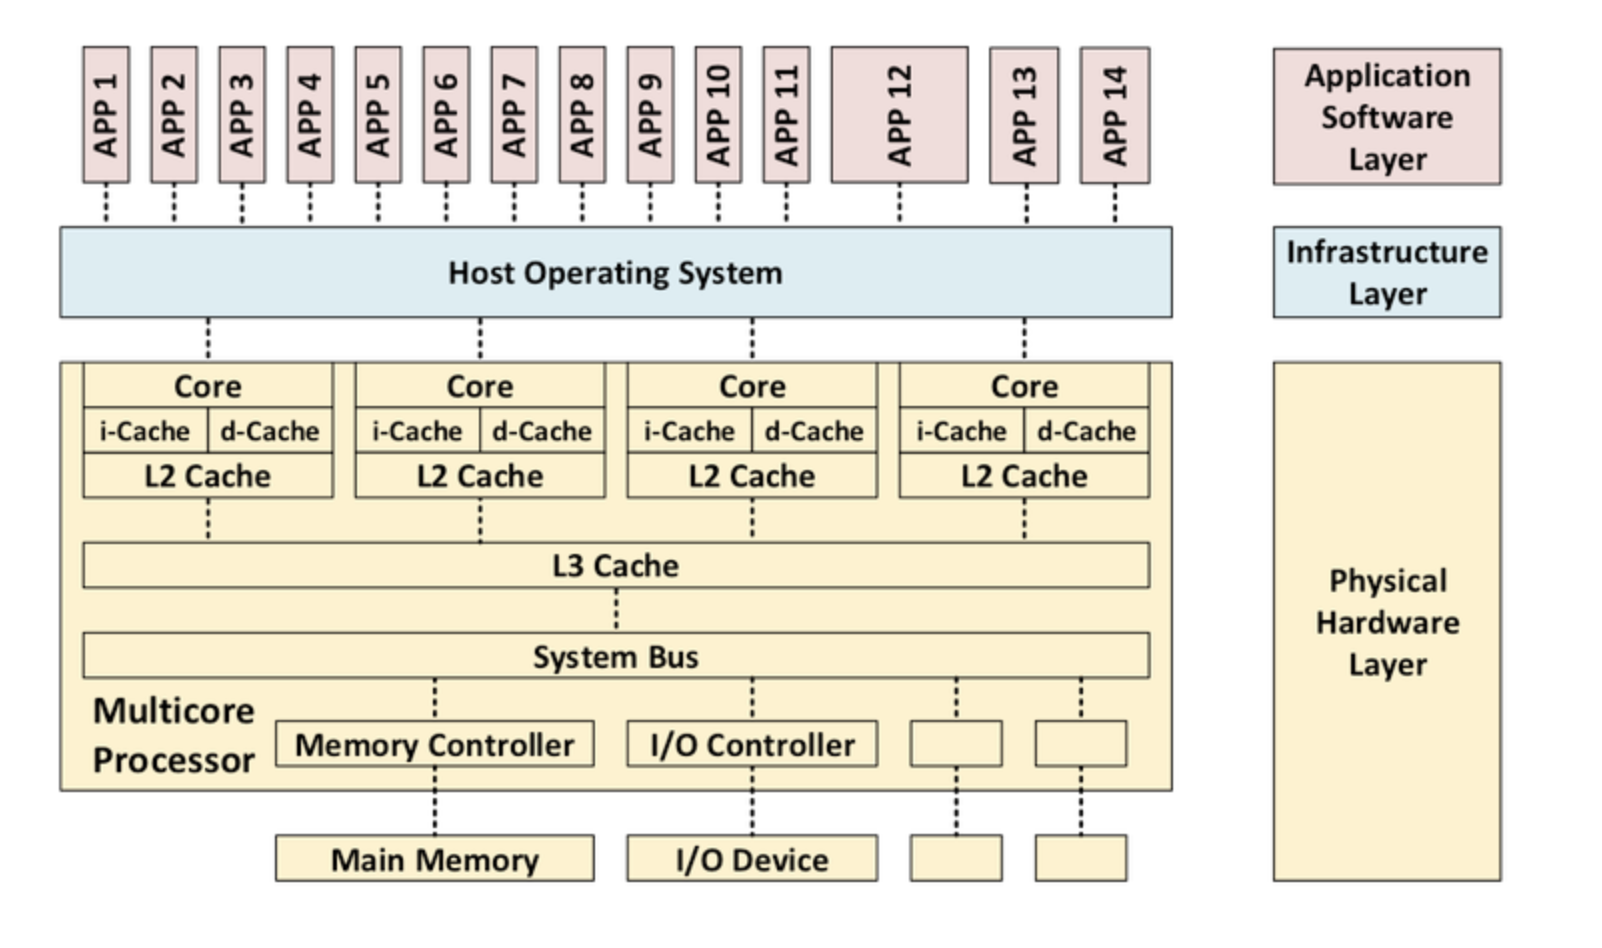 APP 1
APP 2
APP 3
APP 4
APP 5
APP 6
APP 7
APP 8
APP 9
APP 10
APP 11
APP 12
APP 13
APP 14
Application
Software
Layer
Host Operating System
Infrastructure
Layer
Core
i-Cache
d-Cache
L2 Cache
Core
i-Cache
d-Cache
L2 Cache
Core
i-Cache
d-Cache
L2 Cache
Core
i-Cache
d-Cache
L2 Cache
L3 Cache
System Bus
Multicore
Processor
Memory Controller
I/O Controller
Main Memory
I/O Device
Physical
Hardware
Layer